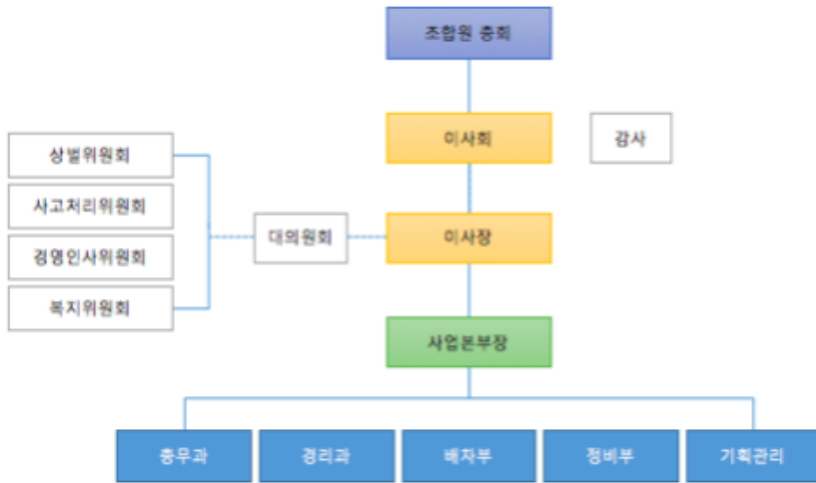 조합원 총회
이사회
감사
상벌위원회
사고처리위원회
경영인사위원회
복지위원회
대의원회
이사장
사업본부장
총무과
경리과
배차부
정비부
기획관리